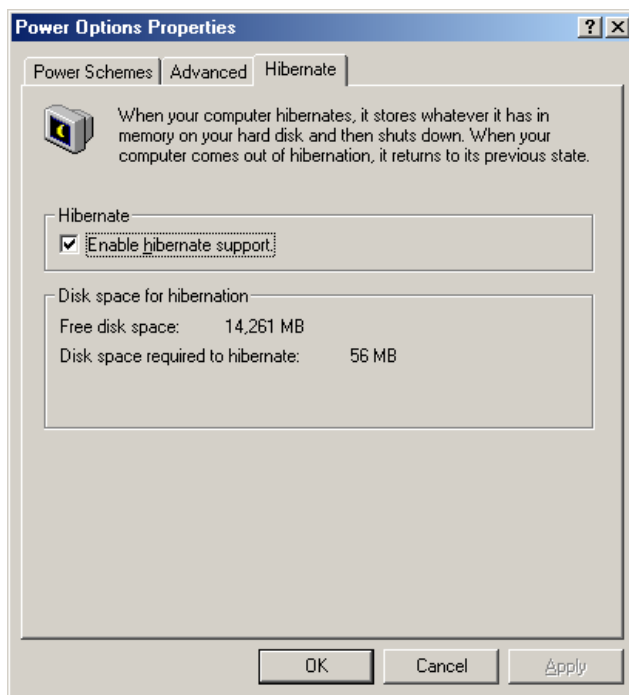 Power Options Properties
Power Schemes Advanced Hibernate
When your computer hibernates, it stores whatever it has in
memory on your hard disk and then shuts down. When your
computer comes out of hibernation, it returns to its previous state.
Hibernate
Enable hibernate support.
Disk space for hibernation
Free disk space: 14,261 MB
Disk space required to hibernate: 56 MB
OK Cancel Apply